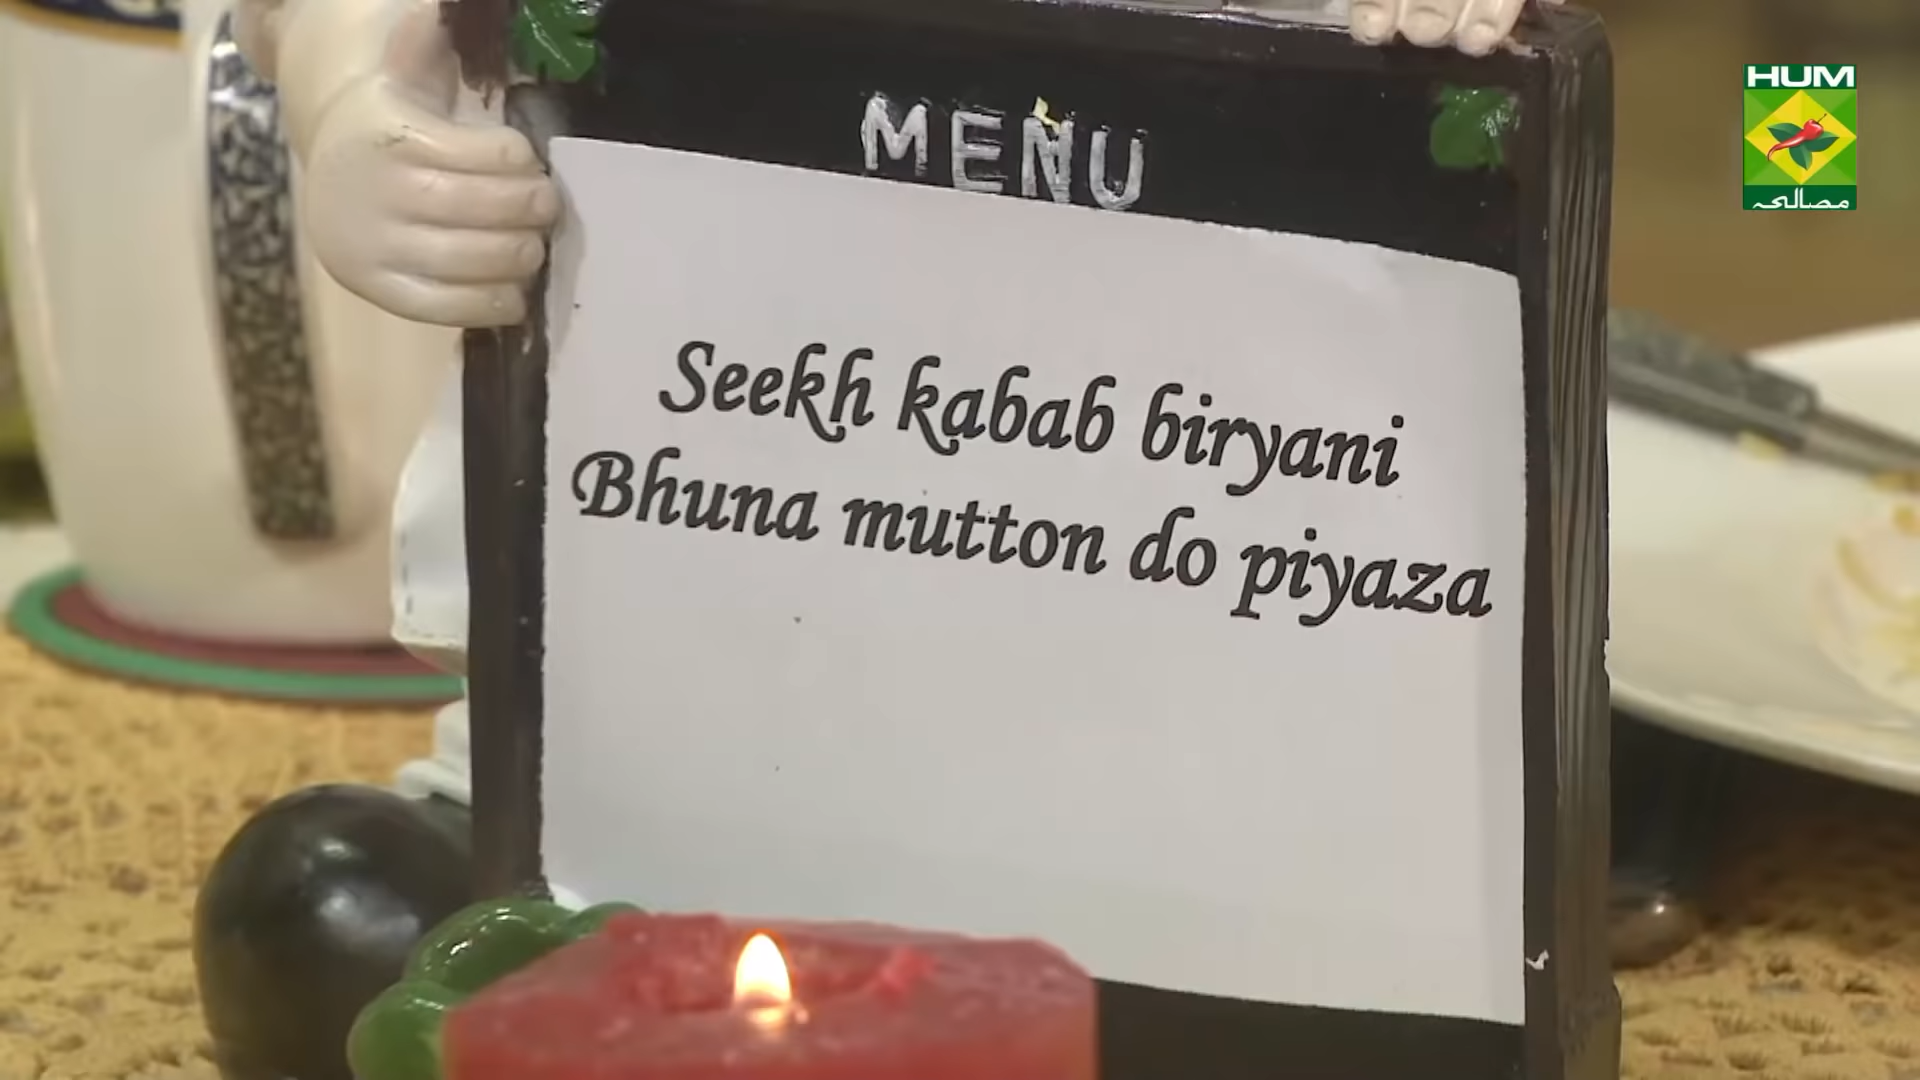 HUM
مصالحہ
MENU
Seekh kabab biryani
Bhuna mutton do piyaza